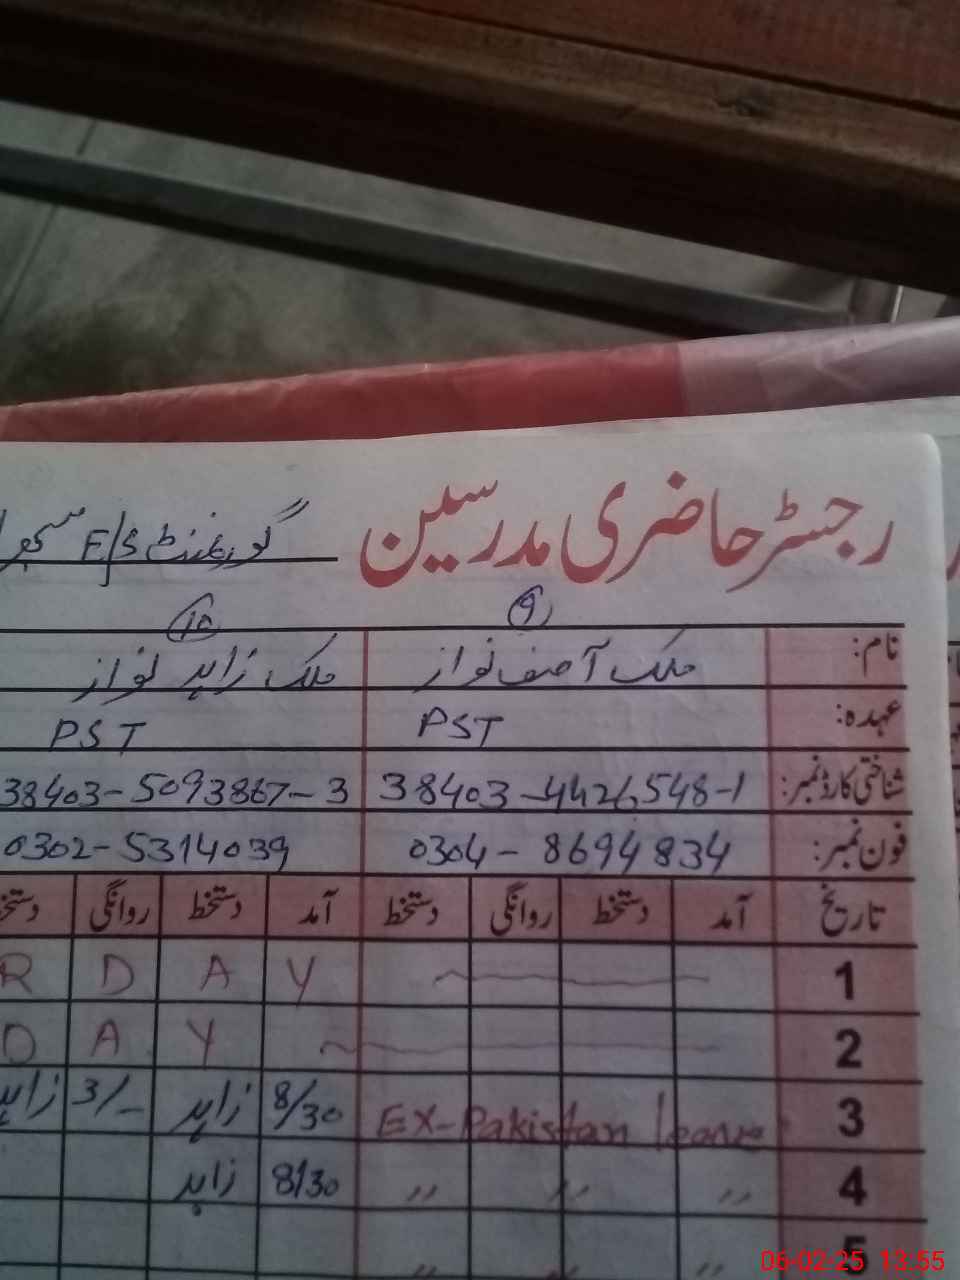 رجسٹر حاضری مدرسین گورنمنٹ E/S
9 10
نام: ملک آصف نواز ملک زاہد نواز
عہدہ: PST PST
شناختی کارڈ نمبر: 38403-4426548-1 38403-5093867-3
فون نمبر: 0304-8694834 0302-5314039
تاریخ آمد دستخط روانگی دستخط آمد دستخط روانگی دستخط
1 R D A Y
2 D A Y
3 EX-Pakistan leave 8/30 زاہد 3/- زاہد
4 〃 〃 〃 8/30 زاہد
5 〃 〃
06-02-25 13:55